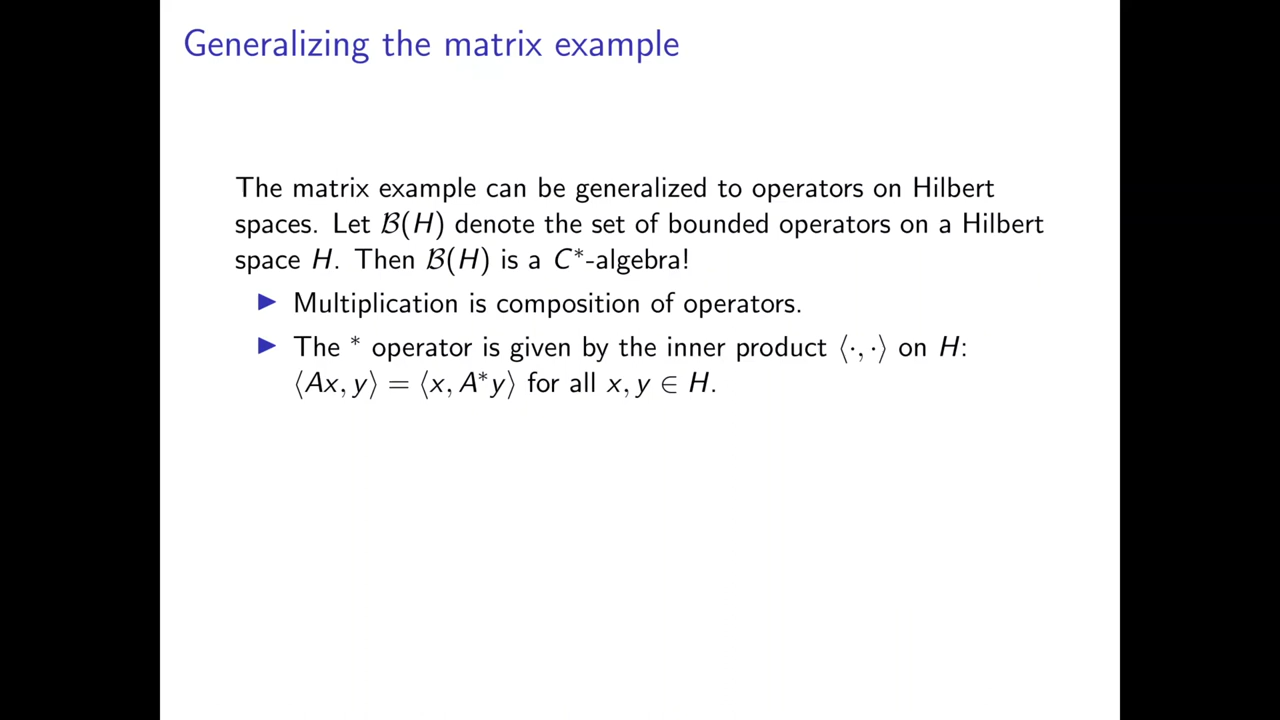 Generalizing the matrix example
The matrix example can be generalized to operators on Hilbert
spaces. Let ℬ(H) denote the set of bounded operators on a Hilbert
space H. Then ℬ(H) is a C*-algebra!
▶ Multiplication is composition of operators.
▶ The * operator is given by the inner product ⟨·, ·⟩ on H:
⟨Ax, y⟩ = ⟨x, A*y⟩ for all x, y ∈ H.